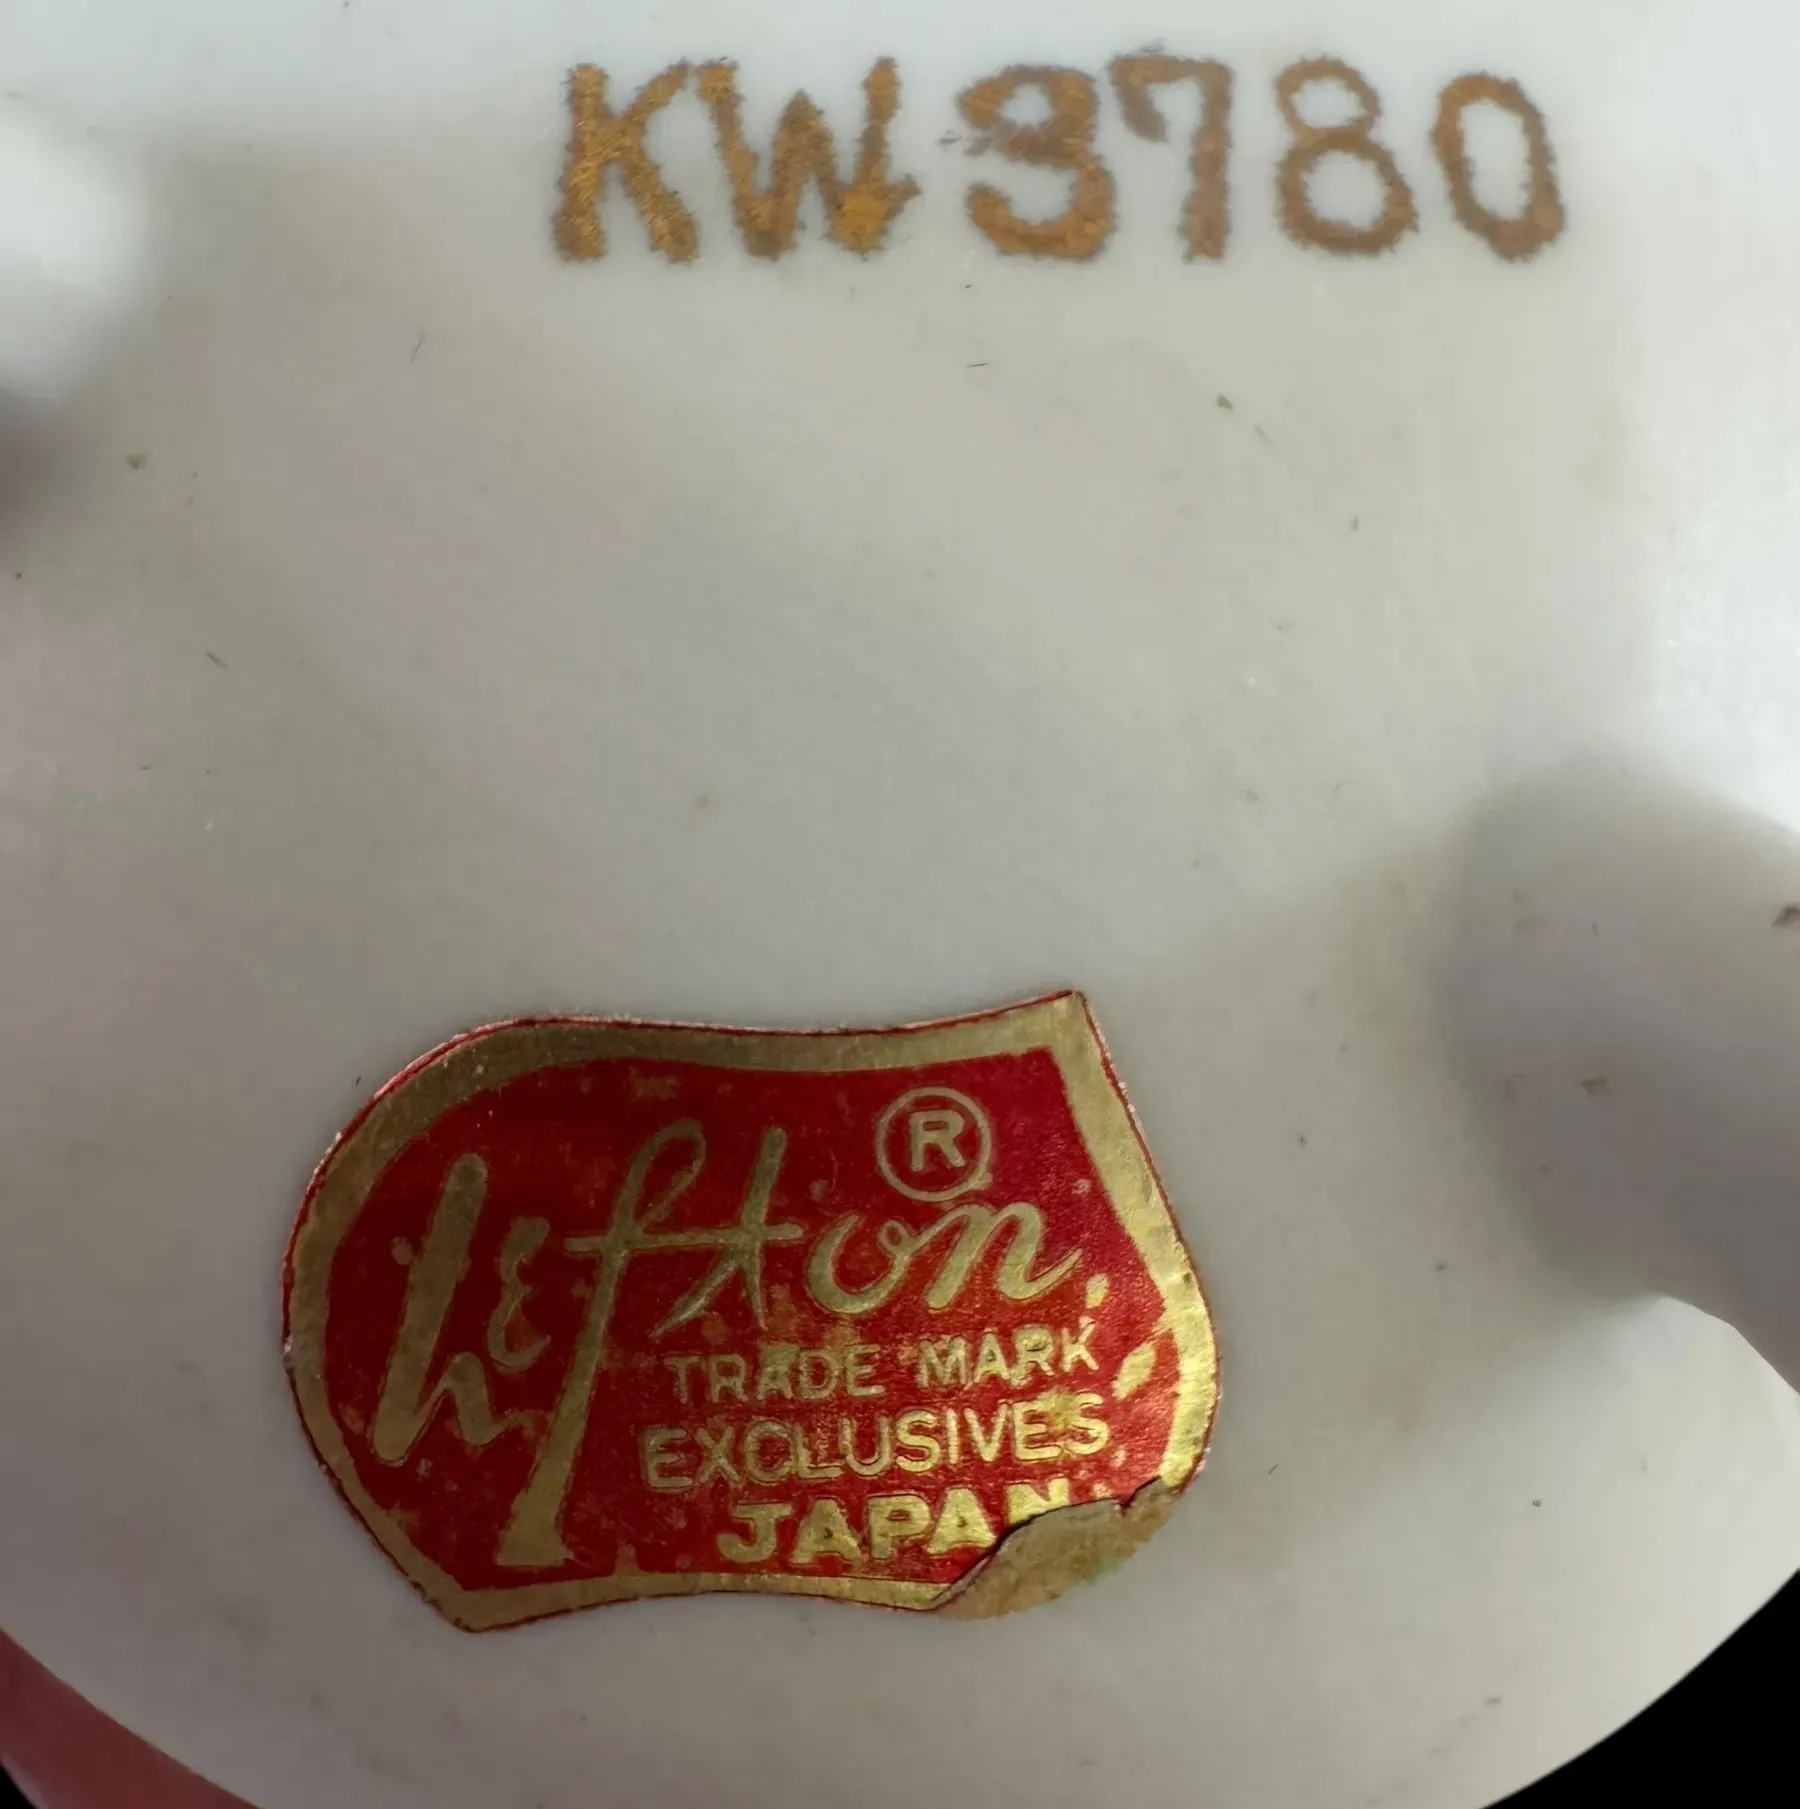 KW3780
Lefton
®
TRADE MARK
EXCLUSIVES
JAPAN